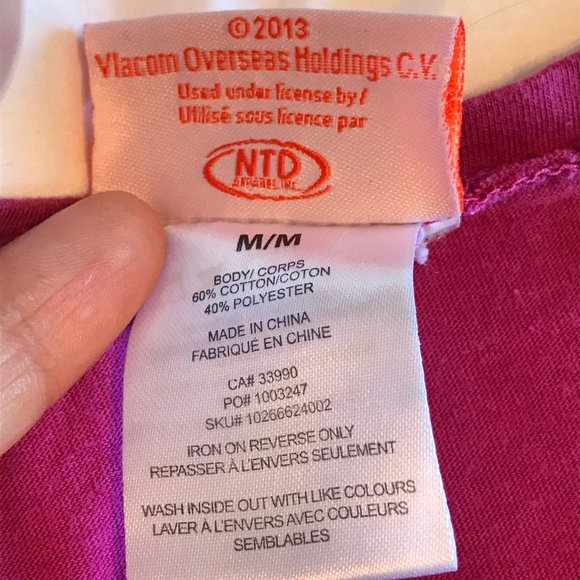 ©2013
Viacom Overseas Holdings C.V.
Used under license by/
Utilisé sous licence par
NTD
APPAREL INC.
M/M
BODY/ CORPS
60% COTTON/COTON
40% POLYESTER
MADE IN CHINA
FABRIQUÉ EN CHINE
CA# 33990
PO# 1003247
SKU# 10266624002
IRON ON REVERSE ONLY
REPASSER À L'ENVERS SEULEMENT
WASH INSIDE OUT WITH LIKE COLOURS
LAVER À L'ENVERS AVEC COULEURS
SEMBLABLES